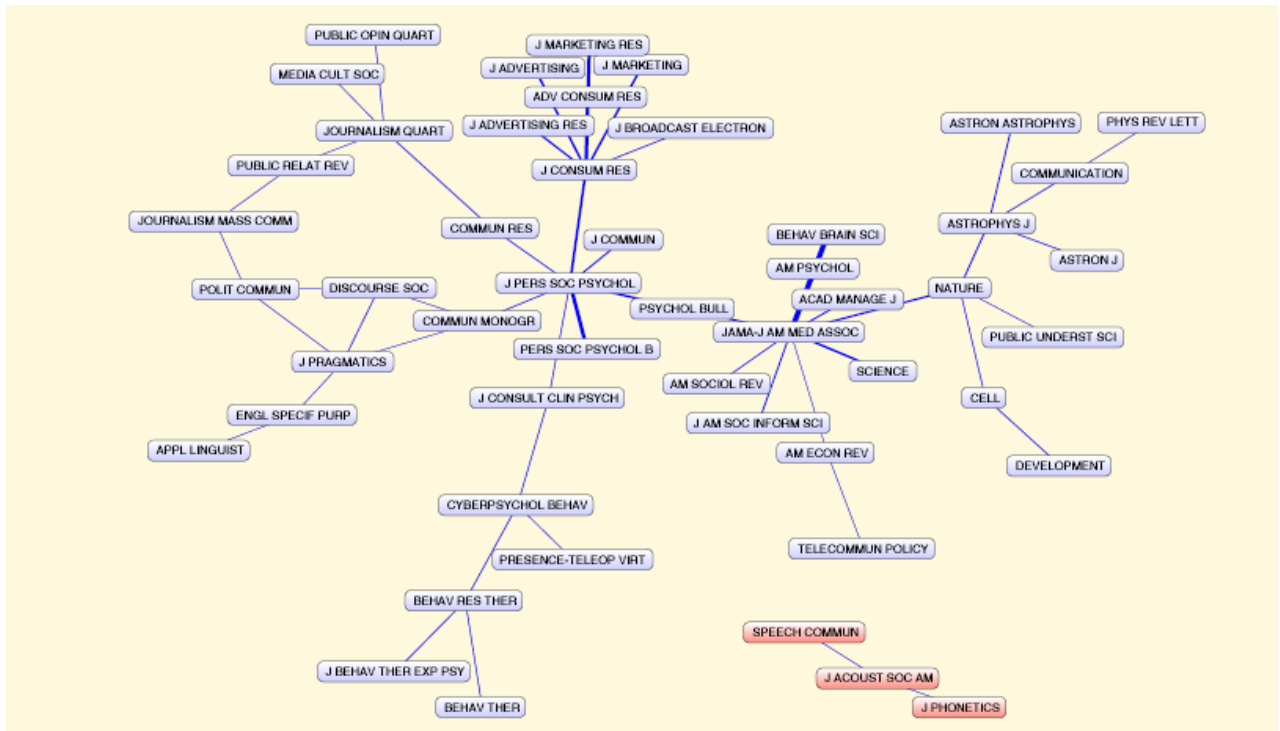 PUBLIC OPIN QUART
J MARKETING RES
J ADVERTISING
J MARKETING
MEDIA CULT SOC
ADV CONSUM RES
J ADVERTISING RES
J BROADCAST ELECTRON
JOURNALISM QUART
ASTRON ASTROPHYS
PHYS REV LETT
PUBLIC RELAT REV
J CONSUM RES
COMMUNICATION
JOURNALISM MASS COMM
COMMUN RES
J COMMUN
BEHAV BRAIN SCI
ASTROPHYS J
ASTRON J
AM PSYCHOL
POLIT COMMUN
DISCOURSE SOC
J PERS SOC PSYCHOL
ACAD MANAGE J
NATURE
PSYCHOL BULL
COMMUN MONOGR
JAMA-J AM MED ASSOC
PUBLIC UNDERST SCI
PERS SOC PSYCHOL B
J PRAGMATICS
SCIENCE
AM SOCIOL REV
J CONSULT CLIN PSYCH
CELL
ENGL SPECIF PURP
J AM SOC INFORM SCI
APPL LINGUIST
AM ECON REV
DEVELOPMENT
CYBERPSYCHOL BEHAV
TELECOMMUN POLICY
PRESENCE-TELEOP VIRT
BEHAV RES THER
SPEECH COMMUN
J BEHAV THER EXP PSY
J ACOUST SOC AM
BEHAV THER
J PHONETICS